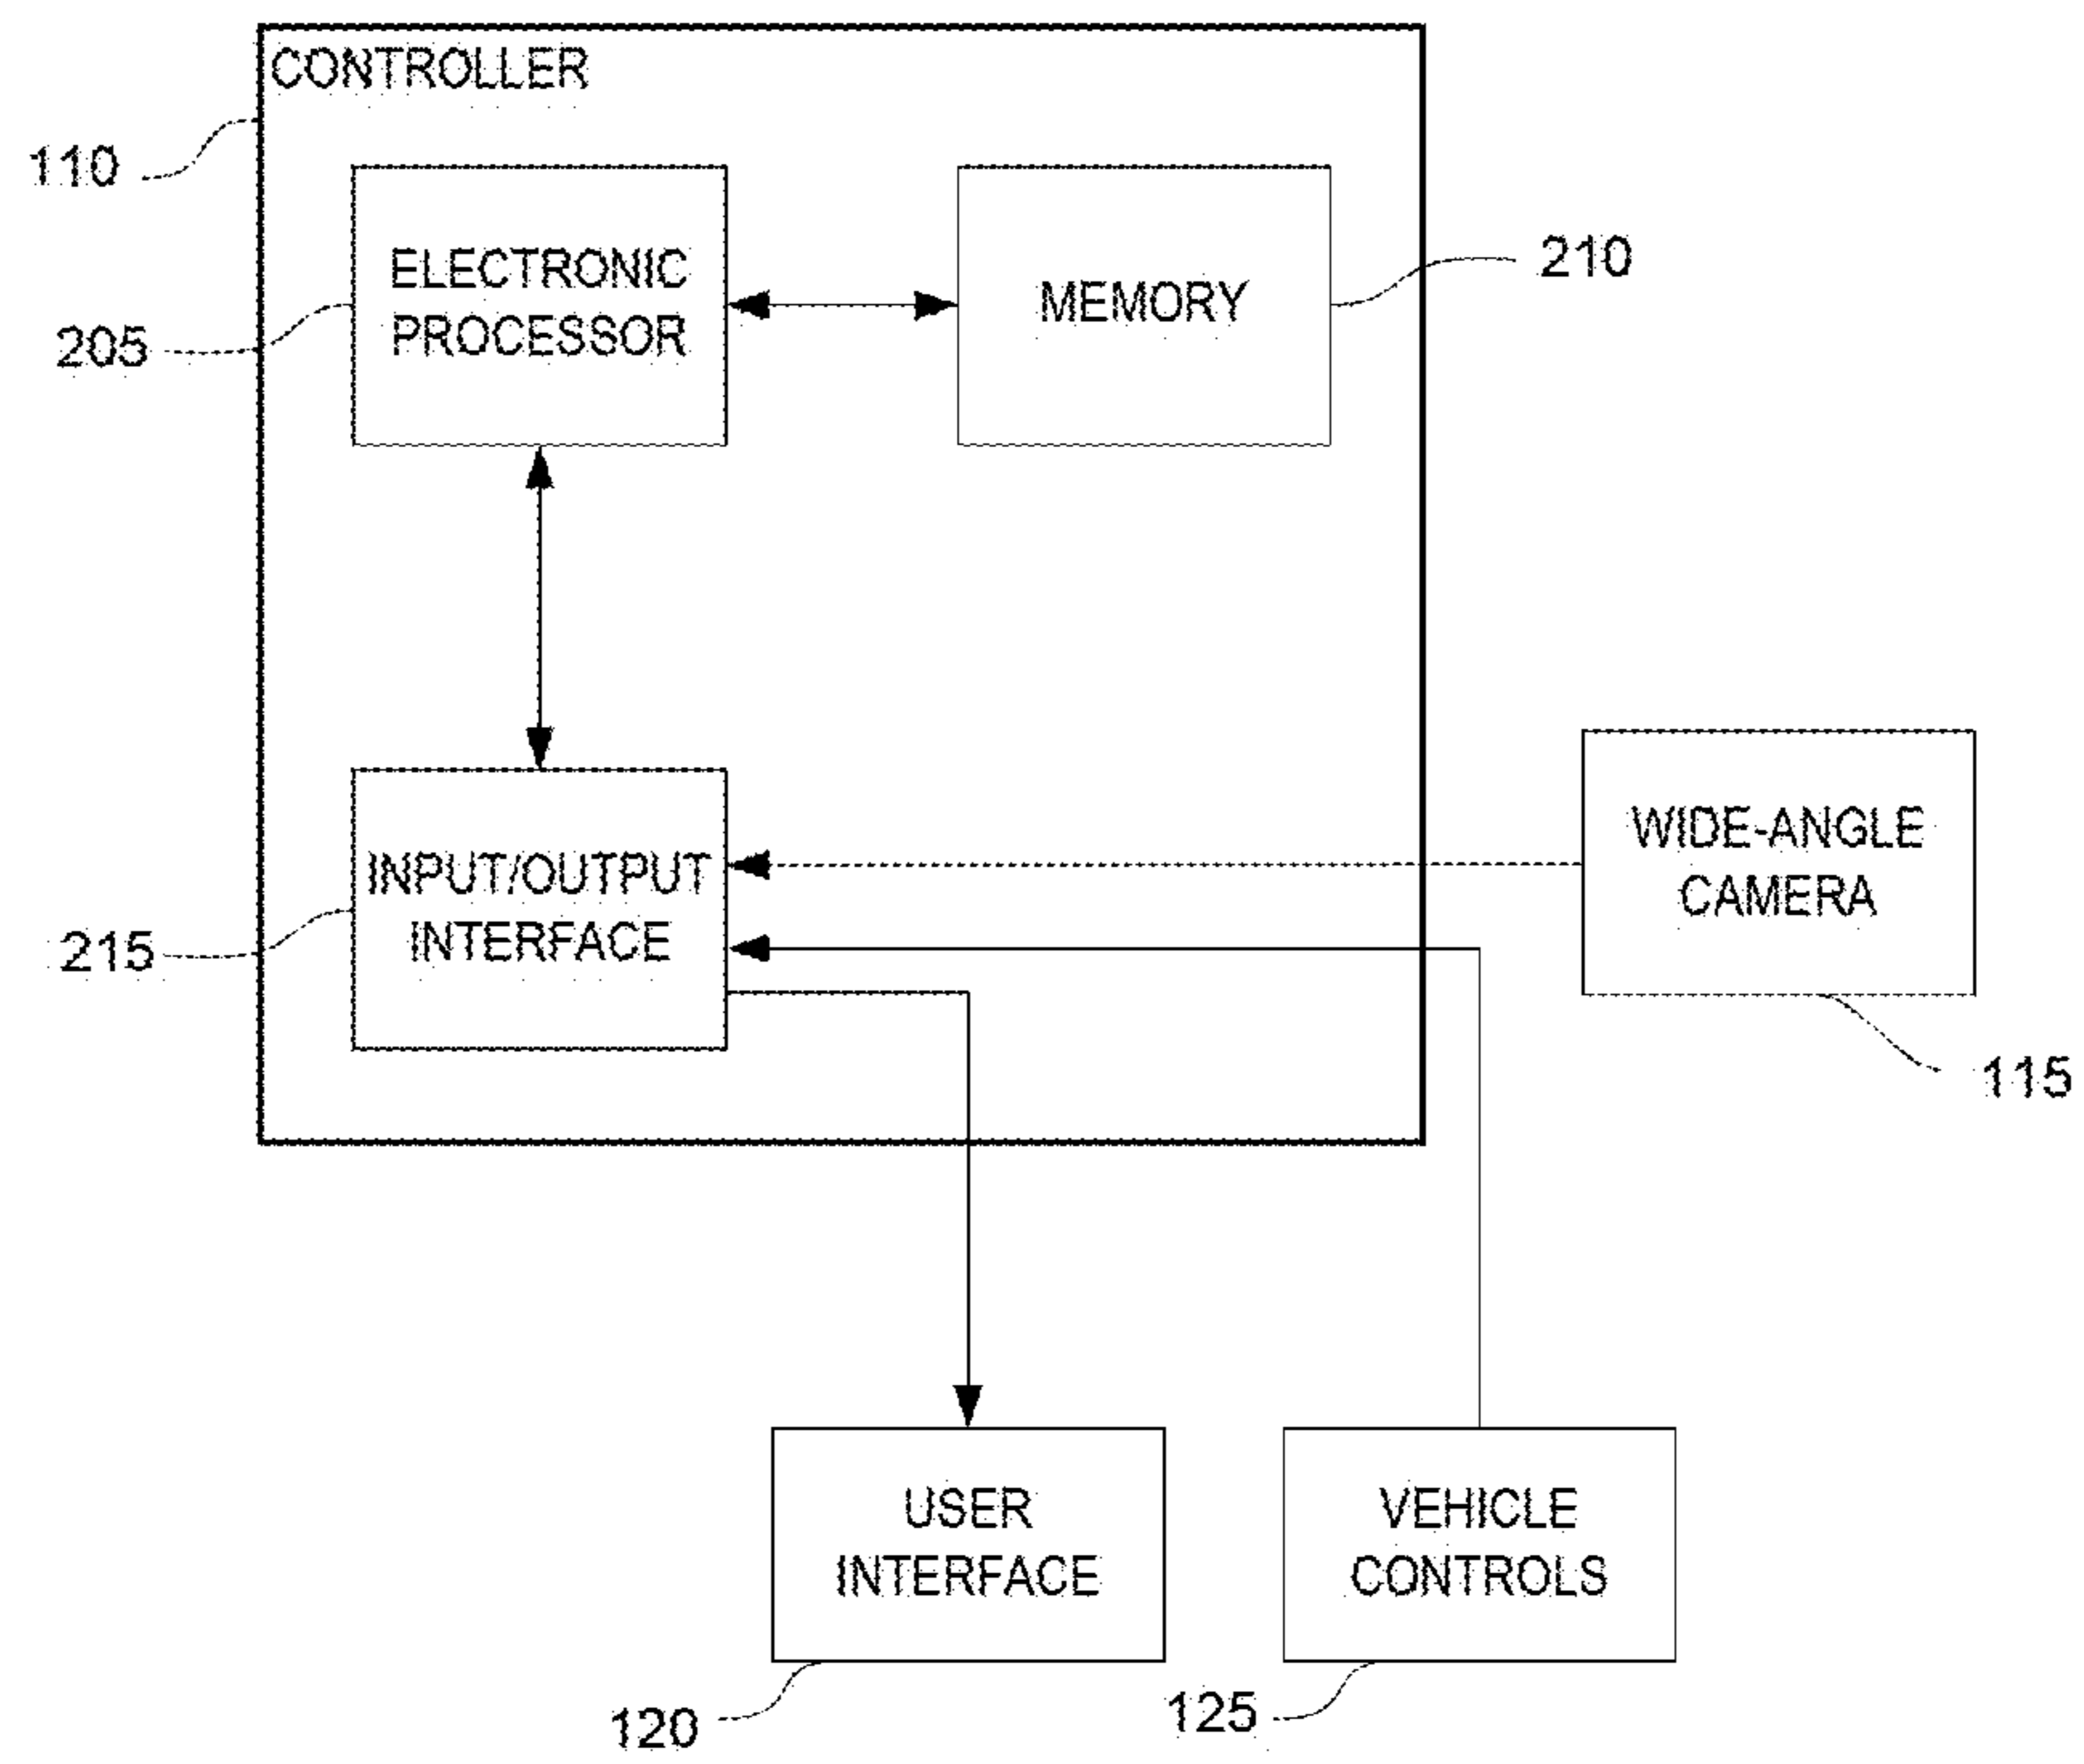 CONTROLLER
110
ELECTRONIC
PROCESSOR
MEMORY
210
205
INPUT/OUTPUT
INTERFACE
215
WIDE-ANGLE
CAMERA
115
USER
INTERFACE
VEHICLE
CONTROLS
120
125